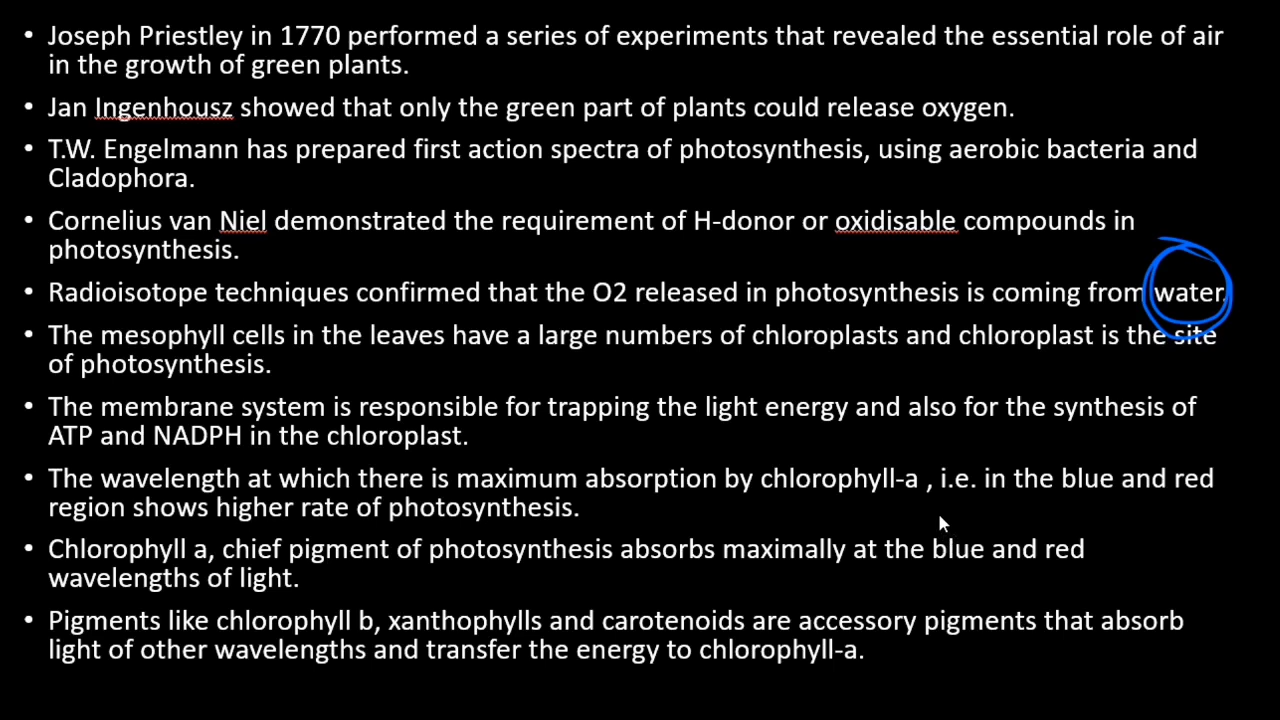 • Joseph Priestley in 1770 performed a series of experiments that revealed the essential role of air
in the growth of green plants.
• Jan Ingenhousz showed that only the green part of plants could release oxygen.
• T.W. Engelmann has prepared first action spectra of photosynthesis, using aerobic bacteria and
Cladophora.
• Cornelius van Niel demonstrated the requirement of H-donor or oxidisable compounds in
photosynthesis.
• Radioisotope techniques confirmed that the O2 released in photosynthesis is coming from water.
• The mesophyll cells in the leaves have a large numbers of chloroplasts and chloroplast is the site
of photosynthesis.
• The membrane system is responsible for trapping the light energy and also for the synthesis of
ATP and NADPH in the chloroplast.
• The wavelength at which there is maximum absorption by chlorophyll-a , i.e. in the blue and red
region shows higher rate of photosynthesis.
• Chlorophyll a, chief pigment of photosynthesis absorbs maximally at the blue and red
wavelengths of light.
• Pigments like chlorophyll b, xanthophylls and carotenoids are accessory pigments that absorb
light of other wavelengths and transfer the energy to chlorophyll-a.